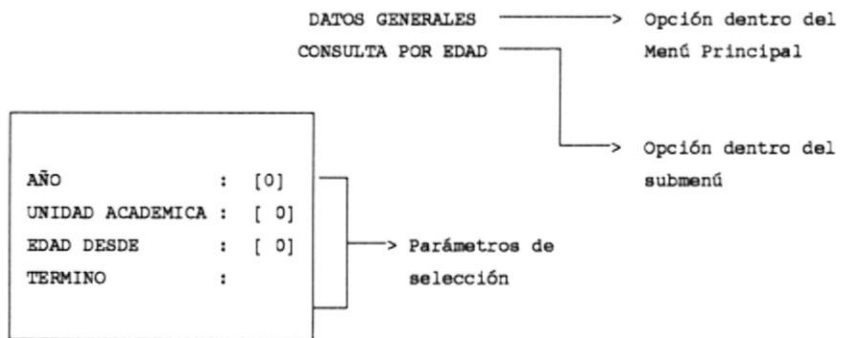 DATOS GENERALES ————> Opción dentro del
CONSULTA POR EDAD Menú Principal
> Opción dentro del
submenú
AÑO : [0]
UNIDAD ACADEMICA : [ 0]
EDAD DESDE : [ 0] > Parámetros de
TERMINO : selección